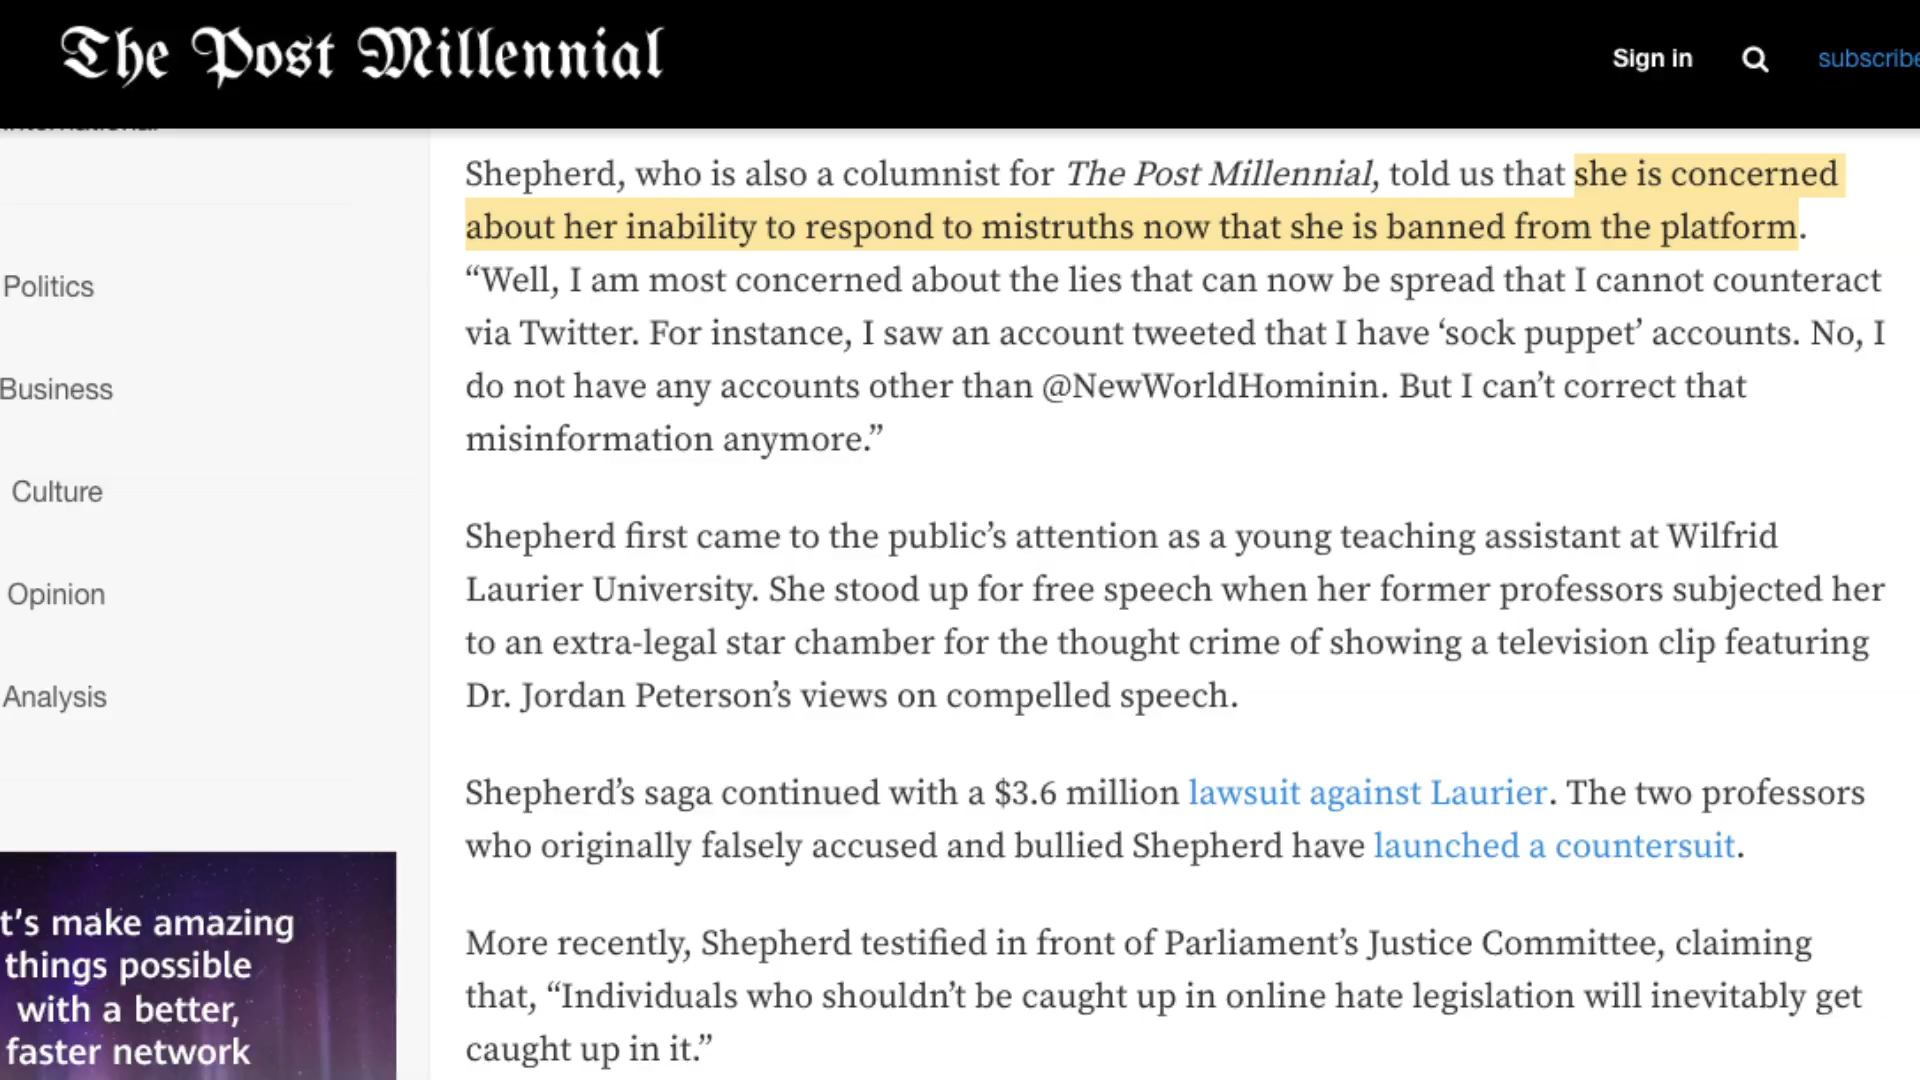 The Post Millennial
Sign in
subscribe
International
Politics
Business
Culture
Opinion
Analysis
t's make amazing
things possible
with a better,
faster network
Shepherd, who is also a columnist for The Post Millennial, told us that she is concerned
about her inability to respond to mistruths now that she is banned from the platform.
“Well, I am most concerned about the lies that can now be spread that I cannot counteract
via Twitter. For instance, I saw an account tweeted that I have ‘sock puppet’ accounts. No, I
do not have any accounts other than @NewWorldHominin. But I can’t correct that
misinformation anymore.”
Shepherd first came to the public’s attention as a young teaching assistant at Wilfrid
Laurier University. She stood up for free speech when her former professors subjected her
to an extra-legal star chamber for the thought crime of showing a television clip featuring
Dr. Jordan Peterson’s views on compelled speech.
Shepherd’s saga continued with a $3.6 million lawsuit against Laurier. The two professors
who originally falsely accused and bullied Shepherd have launched a countersuit.
More recently, Shepherd testified in front of Parliament’s Justice Committee, claiming
that, “Individuals who shouldn’t be caught up in online hate legislation will inevitably get
caught up in it.”